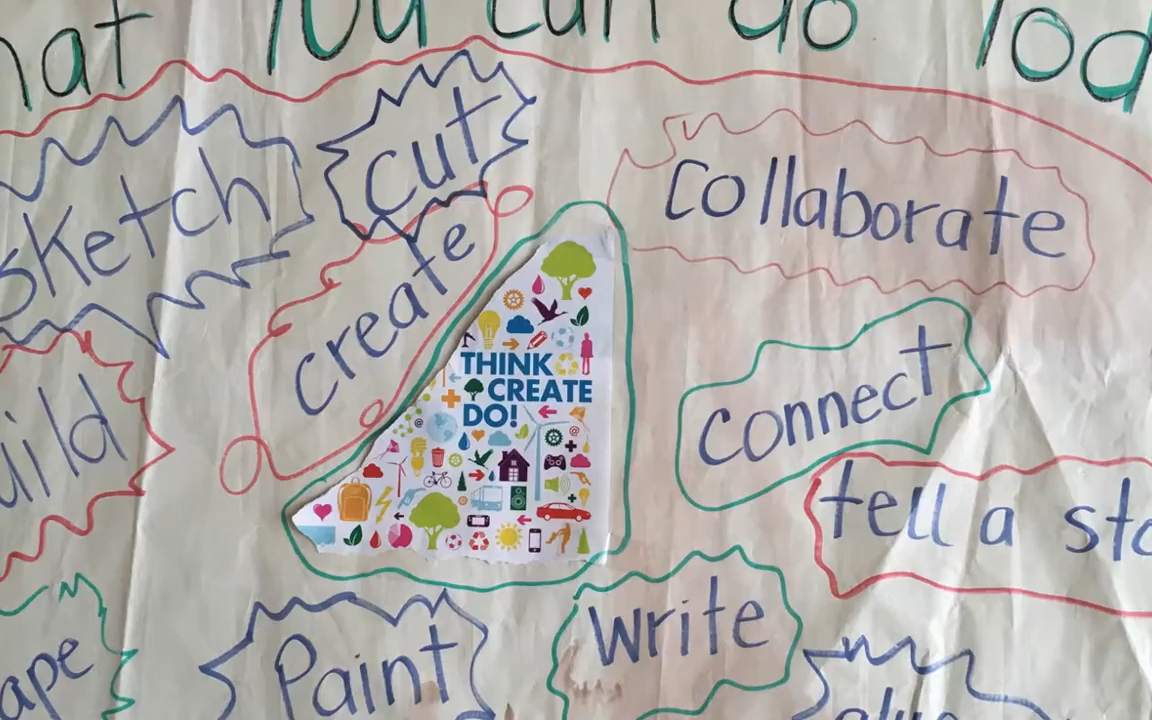 hat You can do Tod
cut
sketch
create
collaborate
THINK
CREATE
DO!
connect
uild
tell a sto
write
ape
Paint